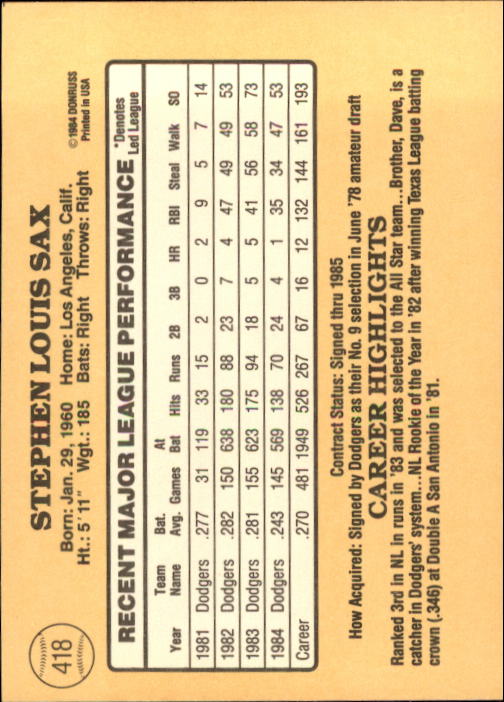 418
STEPHEN LOUIS SAX
©1984 DONRUSS
Printed in USA
Born: Jan. 29, 1960 Home: Los Angeles, Calif.
Ht.: 5' 11" Wgt.: 185 Bats: Right Throws: Right
RECENT MAJOR LEAGUE PERFORMANCE *Denotes Led League
Year Team Name Bat. Avg. Games At Bat Hits Runs 2B 3B HR RBI Steal Walk SO
1981 Dodgers .277 31 119 33 15 2 0 2 9 5 7 14
1982 Dodgers .282 150 638 180 88 23 7 4 47 49 49 53
1983 Dodgers .281 155 623 175 94 18 5 5 41 56 58 73
1984 Dodgers .243 145 569 138 70 24 4 1 35 34 47 53
Career .270 481 1949 526 267 67 16 12 132 144 161 193
Contract Status: Signed thru 1985
How Acquired: Signed by Dodgers as their No. 9 selection in June '78 amateur draft
CAREER HIGHLIGHTS
Ranked 3rd in NL in runs in '83 and was selected to the All Star team...Brother, Dave, is a
catcher in Dodgers' system...NL Rookie of the Year in '82 after winning Texas League batting
crown (.346) at Double A San Antonio in '81.